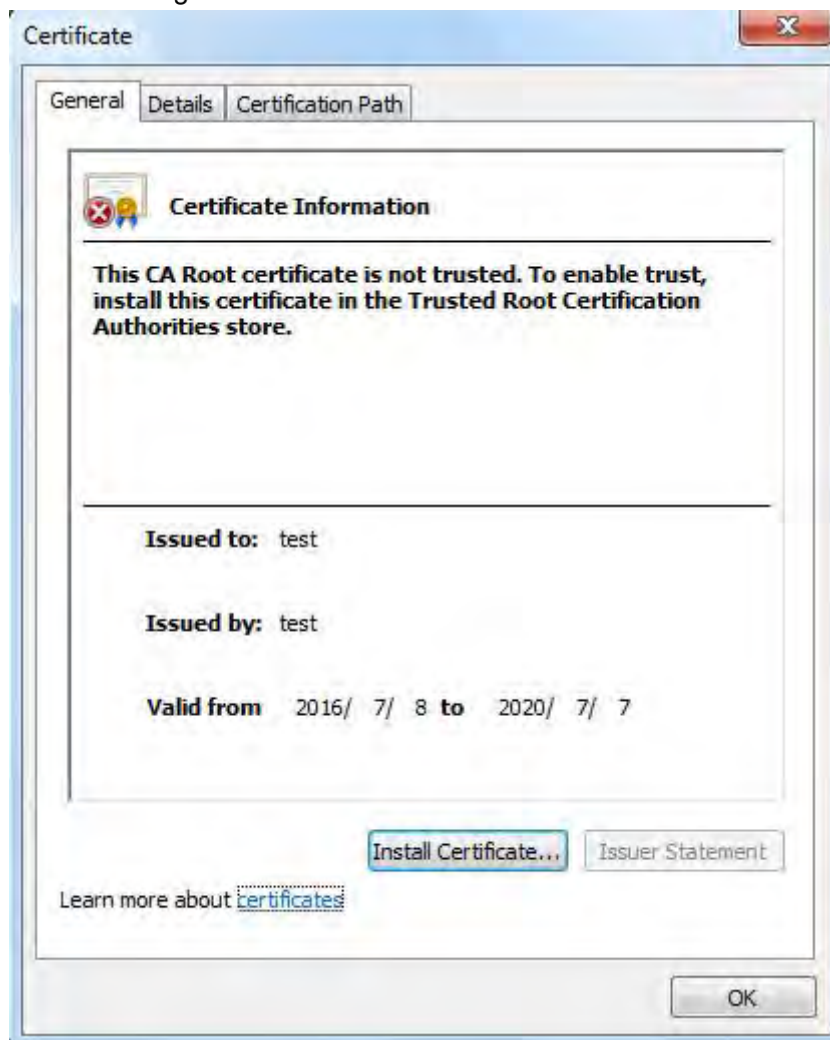 Certificate
General Details Certification Path
Certificate Information
This CA Root certificate is not trusted. To enable trust,
install this certificate in the Trusted Root Certification
Authorities store.
Issued to: test
Issued by: test
Valid from 2016/ 7/ 8 to 2020/ 7/ 7
Install Certificate... Issuer Statement
Learn more about certificates
OK